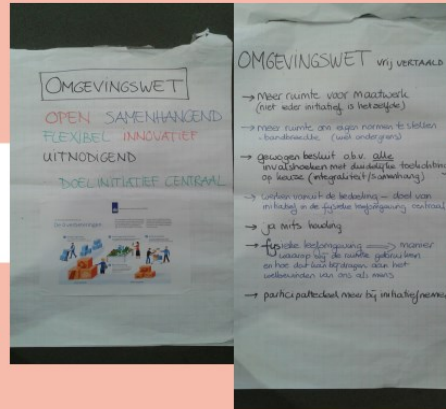 OMGEVINGSWET
OPEN SAMENHANGEND
FLEXIBEL INNOVATIEF
UITNODIGEND
DOEL INITIATIEF CENTRAAL
OMGEVINGSWET vrij VERTAALD
→ Meer ruimte voor maatwerk
(niet ieder initiatief is hetzelfde)
→ meer ruimte om eigen normen te stellen
- bandbreedte (wel ondergrens)
→ gewogen besluit o.b.v. alle
invalshoeken met duidelijke toelichting
op keuze (integraliteit/samenhang)
→ werken vanuit de bedoeling - doel van
initiatief in de fysieke leefomgeving centraal
→ ja mits houding
→ fysieke leefomgeving ⟹ manier
waarop wij de ruimte gebruiken
en hoe dat kan bijdragen aan het
welbevinden van ons als mens
→ participatie deel meer bij initiatiefnemer